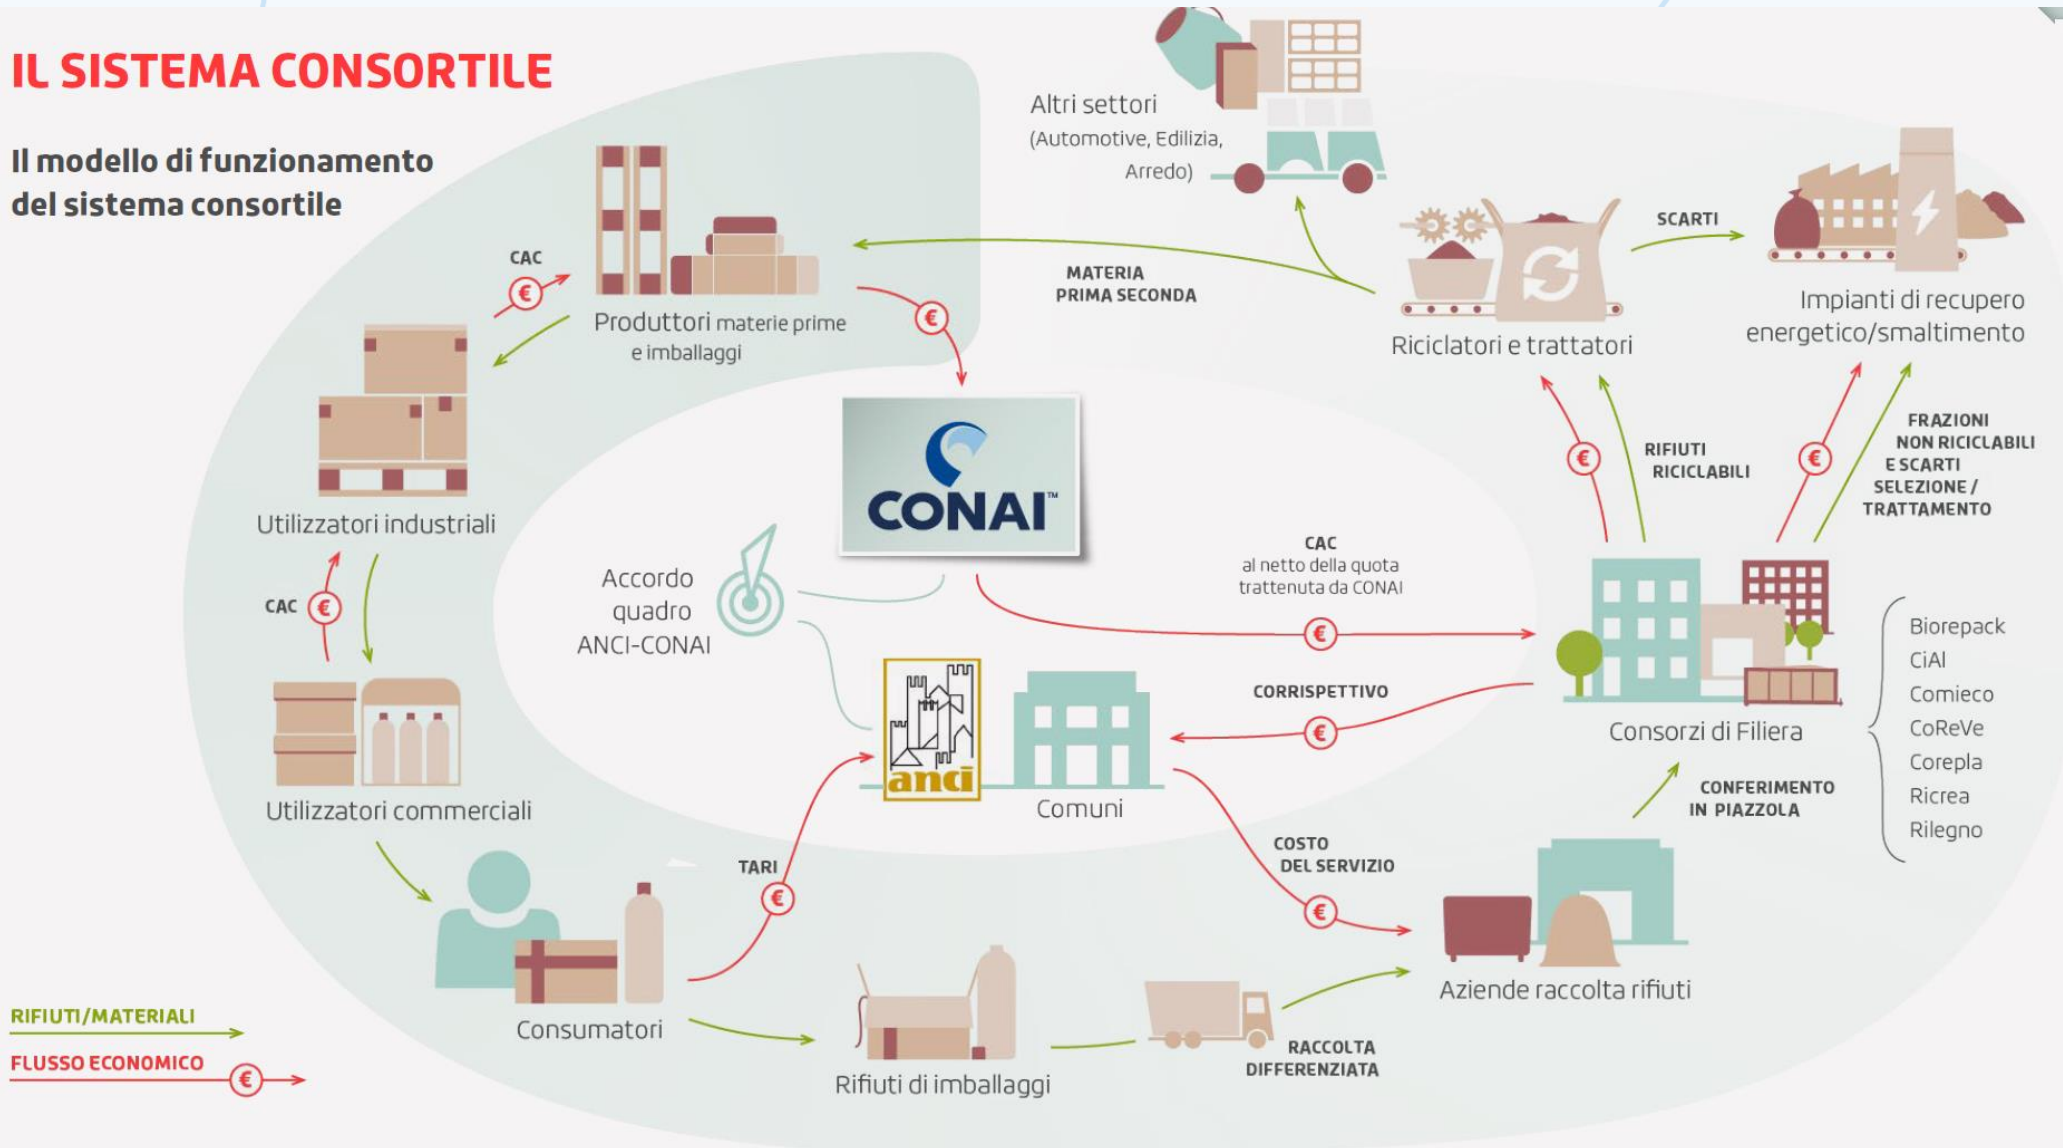 IL SISTEMA CONSORTILE
Il modello di funzionamento
del sistema consortile
Altri settori
(Automotive, Edilizia,
Arredo)
SCARTI
CAC
€
MATERIA
PRIMA SECONDA
Produttori materie prime
e imballaggi
€
Riciclatori e trattatori
Impianti di recupero
energetico/smaltimento
CONAI™
Utilizzatori industriali
€
RIFIUTI
RICICLABILI
€
FRAZIONI
NON RICICLABILI
E SCARTI
SELEZIONE /
TRATTAMENTO
CAC
€
Accordo
quadro
ANCI-CONAI
CAC
al netto della quota
trattenuta da CONAI
€
Biorepack
CiAl
Comieco
CoReVe
Corepla
Ricrea
Rilegno
CORRISPETTIVO
€
Consorzi di Filiera
anci
Comuni
Utilizzatori commerciali
CONFERIMENTO
IN PIAZZOLA
TARI
€
COSTO
DEL SERVIZIO
€
Aziende raccolta rifiuti
Consumatori
RACCOLTA
DIFFERENZIATA
Rifiuti di imballaggi
RIFIUTI/MATERIALI
FLUSSO ECONOMICO
€